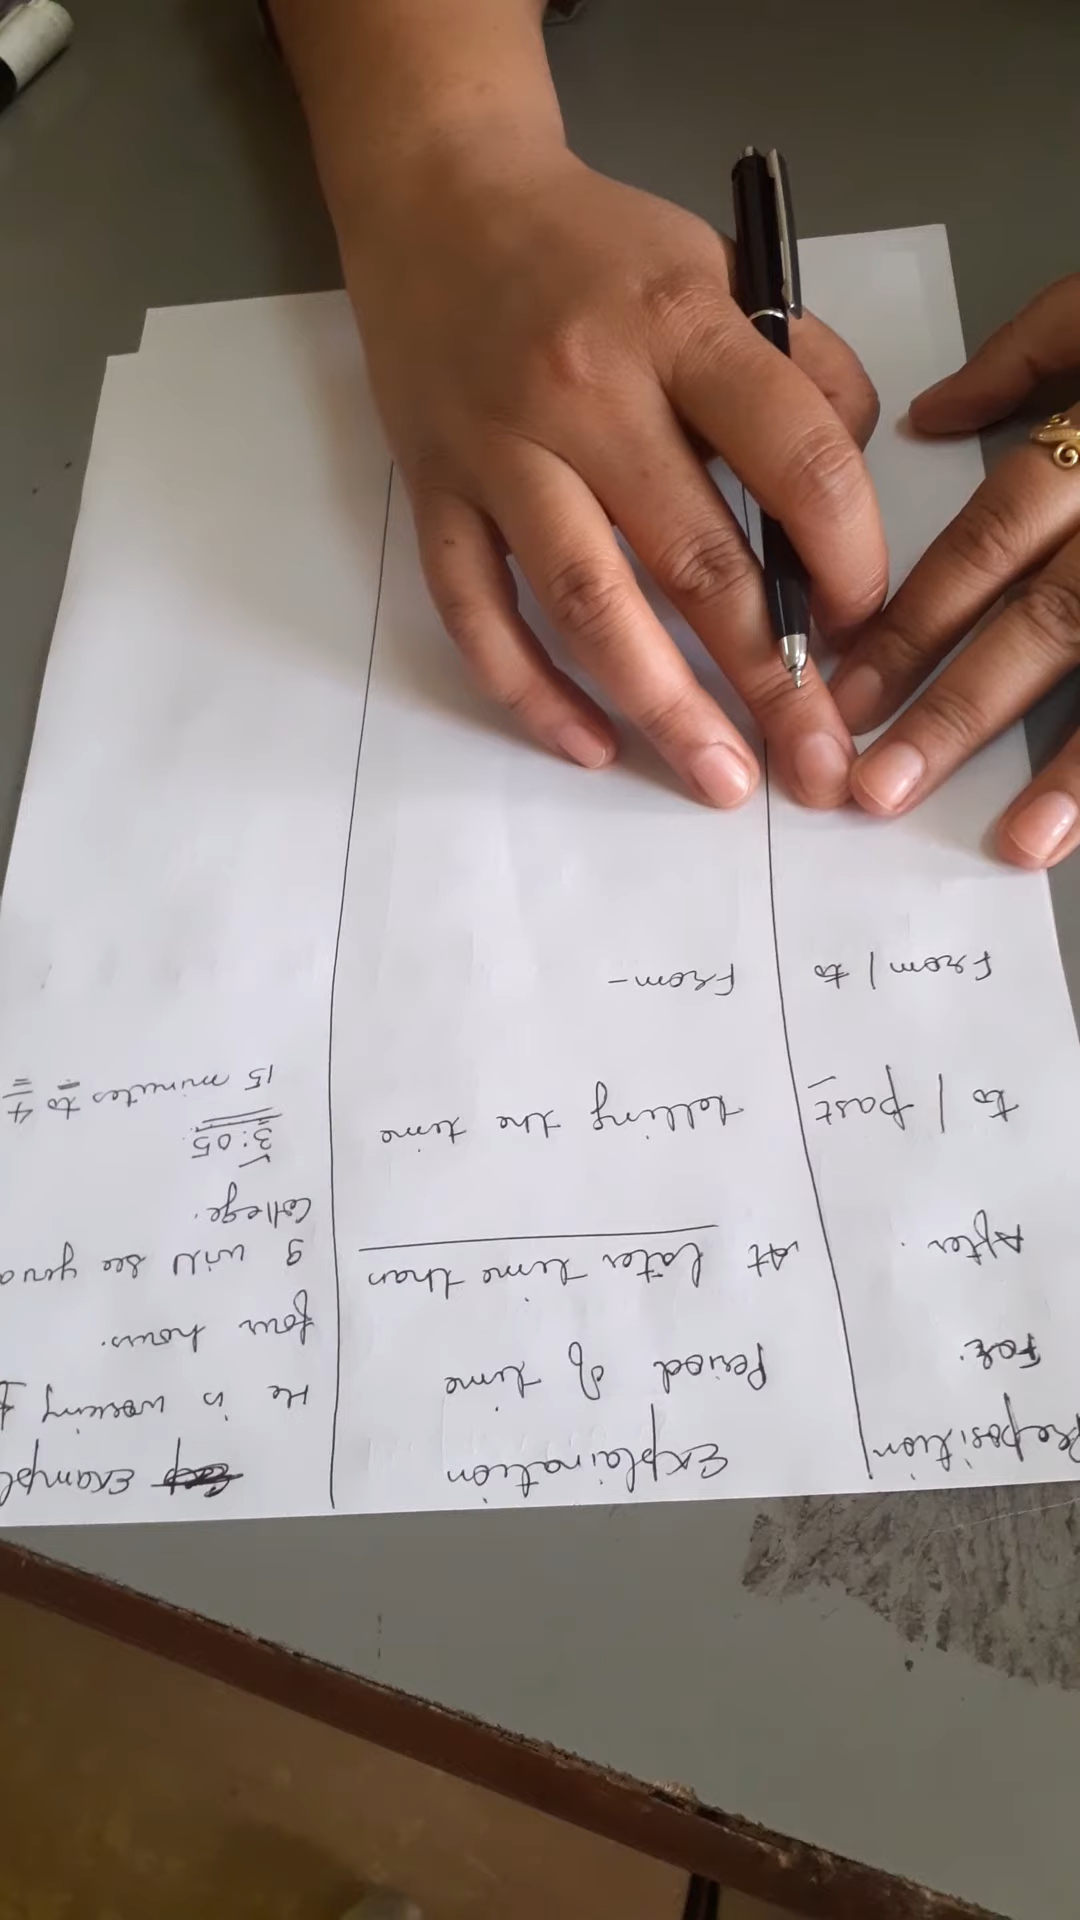 Preposition Explaination Example
For. Period of time He is working f
four hours.
After. At later time than I will see you a
College.
3:05
to / past telling the time 15 minutes to 4
From / to From-